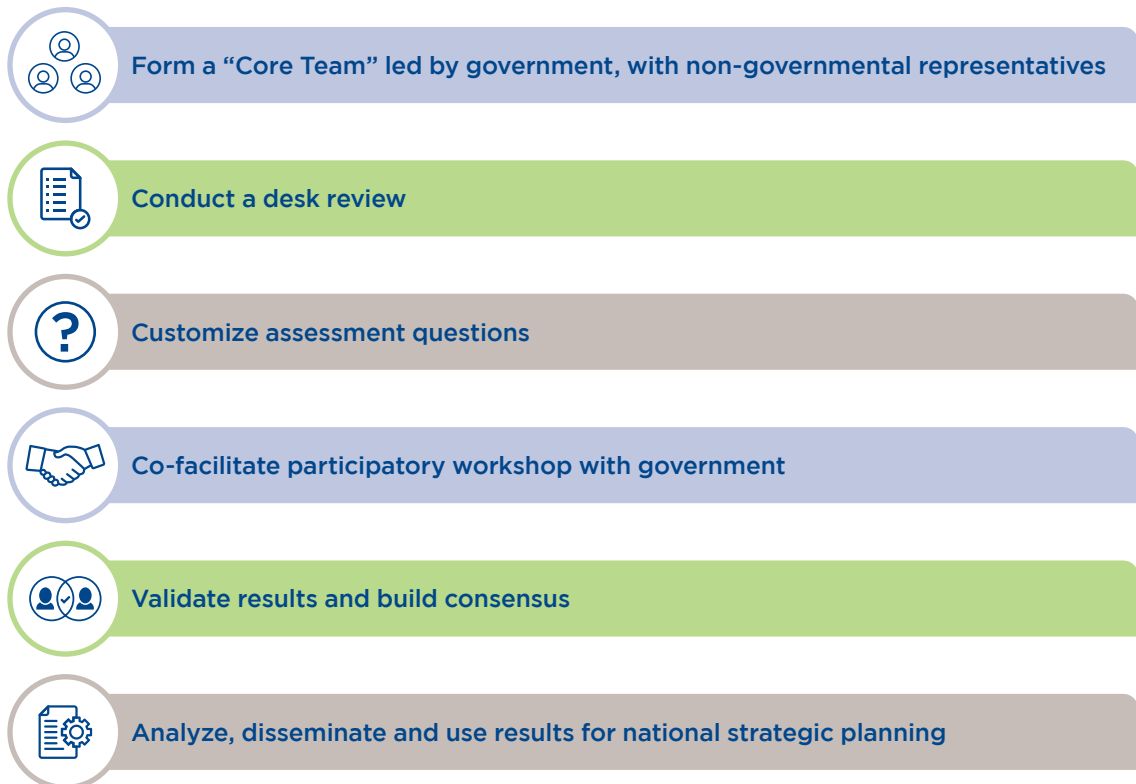 Form a “Core Team” led by government, with non-governmental representatives
Conduct a desk review
?
Customize assessment questions
Co-facilitate participatory workshop with government
Validate results and build consensus
Analyze, disseminate and use results for national strategic planning